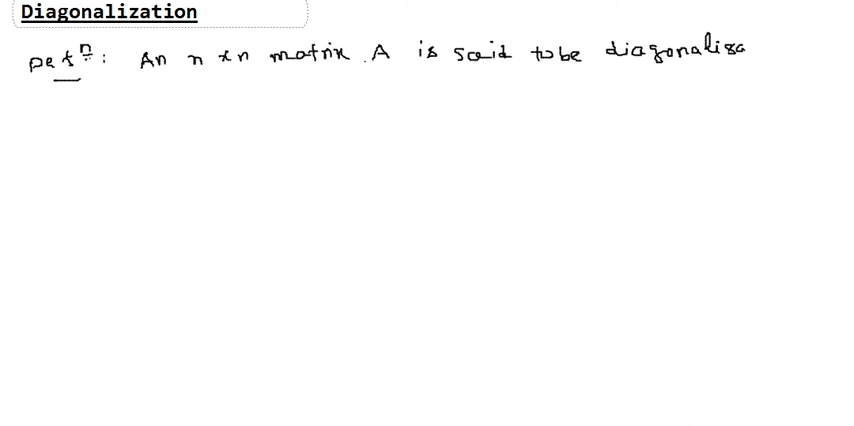 Diagonalization
Defⁿ: An n×n matrix A is said to be diagonaliza